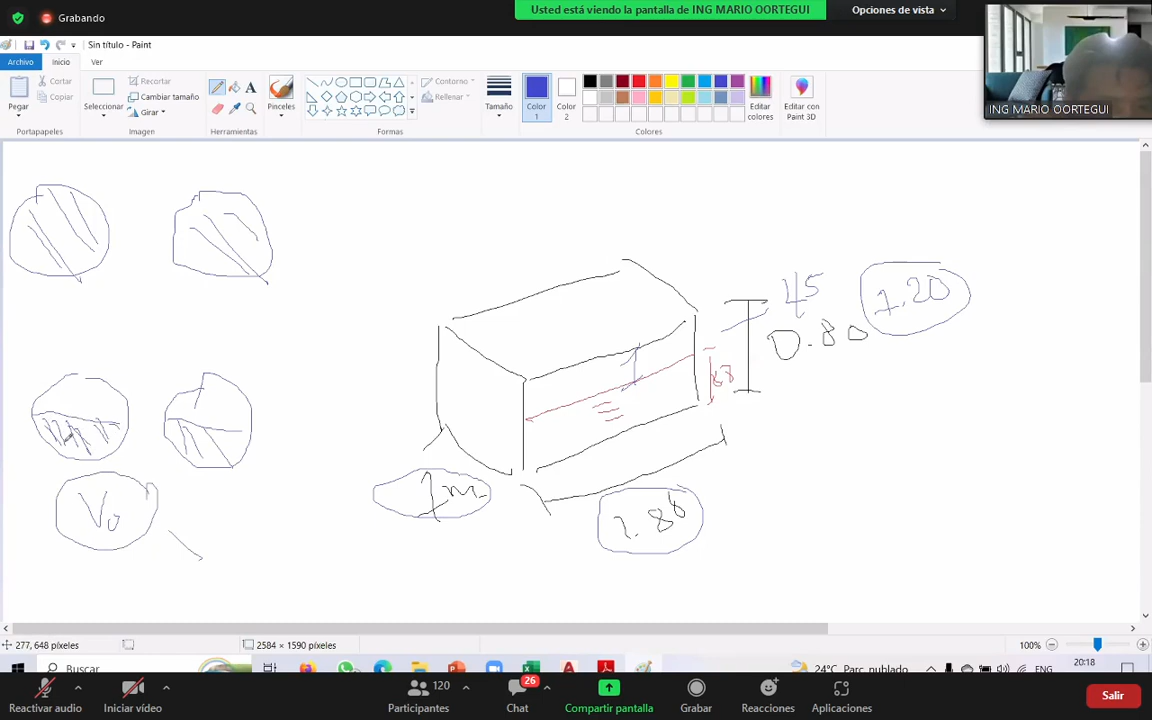 Grabando
Usted está viendo la pantalla de ING MARIO OORTEGUI
Opciones de vista
Sin título - Paint
Archivo
Inicio
Ver
Pegar
Cortar
Copiar
Portapapeles
Seleccionar
Recortar
Cambiar tamaño
Girar
Imagen
A
Herramientas
Pinceles
Contorno
Rellenar
Formas
Tamaño
Color 1
Color 2
Editar colores
Colores
Editar con Paint 3D
ING MARIO OORTEGUI
45
1.20
0.80
68
1m
Vo
277, 648 píxeles
2584 × 1590 píxeles
100%
Buscar
24°C Parc. nublado
ENG
20:18
Reactivar audio
Iniciar vídeo
120
Participantes
26
Chat
Compartir pantalla
Grabar
Reacciones
Aplicaciones
Salir